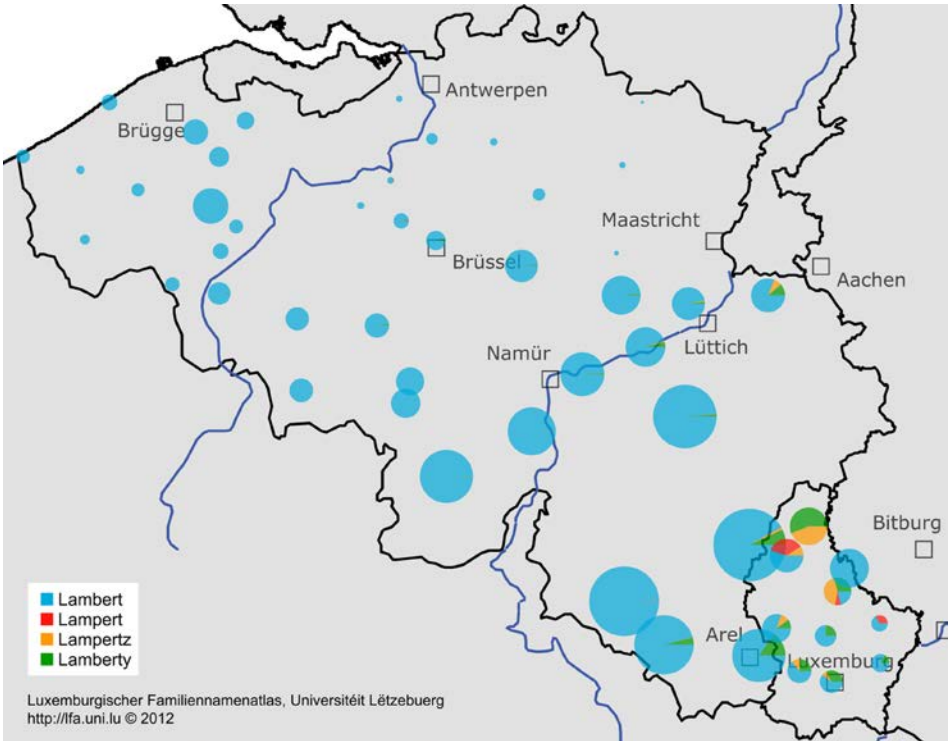 Antwerpen
Brügge
Maastricht
Brüssel
Aachen
Lüttich
Namür
Bitburg
Lambert
Lampert
Lampertz
Lamberty
Arel
Luxemburg
Luxemburgischer Familiennamenatlas, Universitéit Lëtzebuerg
http://lfa.uni.lu © 2012